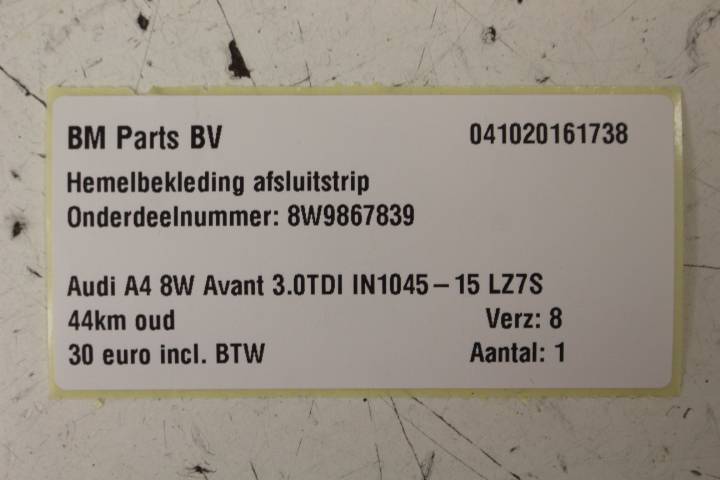 BM Parts BV 041020161738
Hemelbekleding afsluitstrip
Onderdeelnummer: 8W9867839
Audi A4 8W Avant 3.0TDI IN1045-15 LZ7S
44km oud Verz: 8
30 euro incl. BTW Aantal: 1